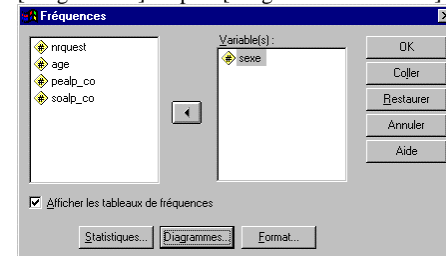 Fréquences
nrquest
age
pealp_co
soalp_co
Variable(s) :
sexe
OK
Coller
Restaurer
Annuler
Aide
Afficher les tableaux de fréquences
Statistiques...
Diagrammes...
Format...